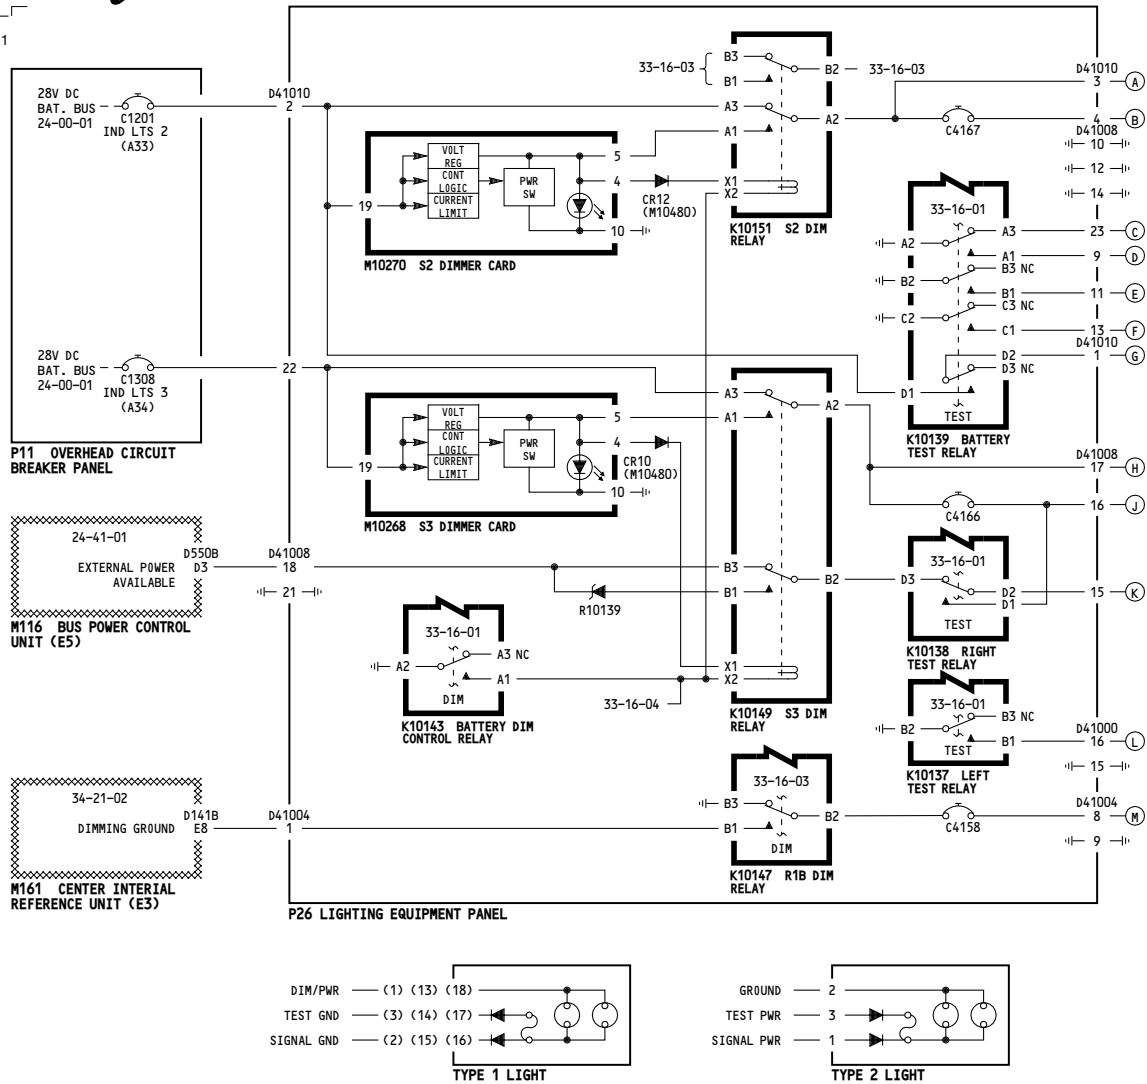 1
28V DC
BAT. BUS
24-00-01
C1201
IND LTS 2
(A33)
28V DC
BAT. BUS
24-00-01
C1308
IND LTS 3
(A34)
P11 OVERHEAD CIRCUIT
BREAKER PANEL
24-41-01
D550B
EXTERNAL POWER D3
AVAILABLE
M116 BUS POWER CONTROL
UNIT (E5)
34-21-02
D141B
DIMMING GROUND E8
M161 CENTER INTERIAL
REFERENCE UNIT (E3)
D41010
2
22
D41008
18
21
D41004
1
19
VOLT
REG
CONT
LOGIC
CURRENT
LIMIT
PWR
SW
5
4
10
CR12
(M10480)
M10270 S2 DIMMER CARD
19
VOLT
REG
CONT
LOGIC
CURRENT
LIMIT
PWR
SW
5
4
10
CR10
(M10480)
M10268 S3 DIMMER CARD
R10139
33-16-01
A2
A3 NC
A1
DIM
K10143 BATTERY DIM
CONTROL RELAY
33-16-04
33-16-03
B3
B1
B2
33-16-03
A3
A1
A2
X1
X2
K10151 S2 DIM
RELAY
A3
A1
A2
B3
B1
B2
X1
X2
K10149 S3 DIM
RELAY
33-16-03
B3
B1
B2
DIM
K10147 R1B DIM
RELAY
C4167
33-16-01
A2
A3
A1
B2
B3 NC
B1
C2
C3 NC
C1
D2
D3 NC
D1
TEST
K10139 BATTERY
TEST RELAY
C4166
33-16-01
D3
D2
D1
TEST
K10138 RIGHT
TEST RELAY
33-16-01
B2
B3 NC
B1
TEST
K10137 LEFT
TEST RELAY
C4158
D41010
3 A
4 B
D41008
10
12
14
23 C
9 D
11 E
13 F
D41010
1 G
D41008
17 H
16 J
15 K
D41000
16 L
15
D41004
8 M
9
P26 LIGHTING EQUIPMENT PANEL
DIM/PWR (1) (13) (18)
TEST GND (3) (14) (17)
SIGNAL GND (2) (15) (16)
TYPE 1 LIGHT
GROUND 2
TEST PWR 3
SIGNAL PWR 1
TYPE 2 LIGHT